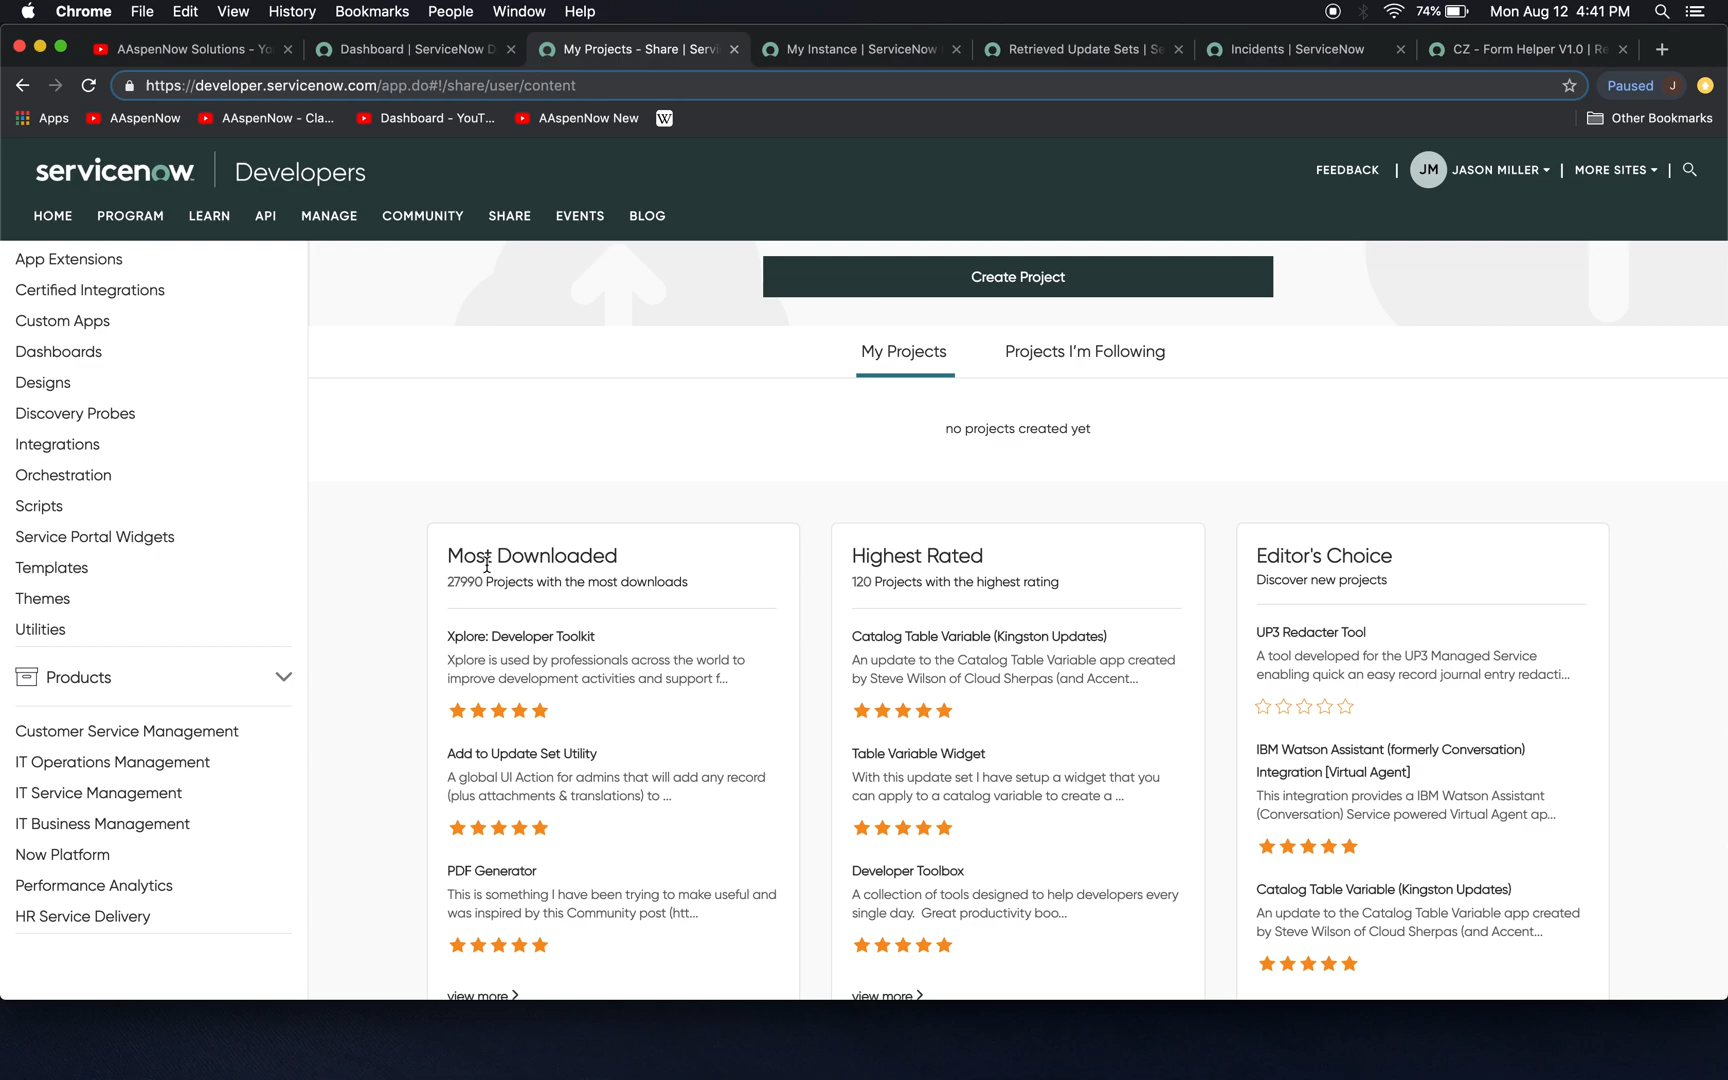 Chrome File Edit View History Bookmarks People Window Help 74% Mon Aug 12 4:41 PM
AAspenNow Solutions - Yo Dashboard | ServiceNow D My Projects - Share | Servi My Instance | ServiceNow Retrieved Update Sets | Se Incidents | ServiceNow CZ - Form Helper V1.0 | Re
https://developer.servicenow.com/app.do#!/share/user/content Paused J
Apps AAspenNow AAspenNow - Cla... Dashboard - YouT... AAspenNow New W Other Bookmarks
servicenow Developers FEEDBACK | JM JASON MILLER | MORE SITES |
HOME PROGRAM LEARN API MANAGE COMMUNITY SHARE EVENTS BLOG
App Extensions
Certified Integrations
Custom Apps
Dashboards
Designs
Discovery Probes
Integrations
Orchestration
Scripts
Service Portal Widgets
Templates
Themes
Utilities
Products
Customer Service Management
IT Operations Management
IT Service Management
IT Business Management
Now Platform
Performance Analytics
HR Service Delivery
Create Project
My Projects Projects I'm Following
no projects created yet
Most Downloaded
27990 Projects with the most downloads
Xplore: Developer Toolkit
Xplore is used by professionals across the world to
improve development activities and support f...
Add to Update Set Utility
A global UI Action for admins that will add any record
(plus attachments & translations) to ...
PDF Generator
This is something I have been trying to make useful and
was inspired by this Community post (htt...
view more
Highest Rated
120 Projects with the highest rating
Catalog Table Variable (Kingston Updates)
An update to the Catalog Table Variable app created
by Steve Wilson of Cloud Sherpas (and Accent...
Table Variable Widget
With this update set I have setup a widget that you
can apply to a catalog variable to create a ...
Developer Toolbox
A collection of tools designed to help developers every
single day. Great productivity boo...
view more
Editor's Choice
Discover new projects
UP3 Redacter Tool
A tool developed for the UP3 Managed Service
enabling quick an easy record journal entry redacti...
IBM Watson Assistant (formerly Conversation)
Integration [Virtual Agent]
This integration provides a IBM Watson Assistant
(Conversation) Service powered Virtual Agent ap...
Catalog Table Variable (Kingston Updates)
An update to the Catalog Table Variable app created
by Steve Wilson of Cloud Sherpas (and Accent...